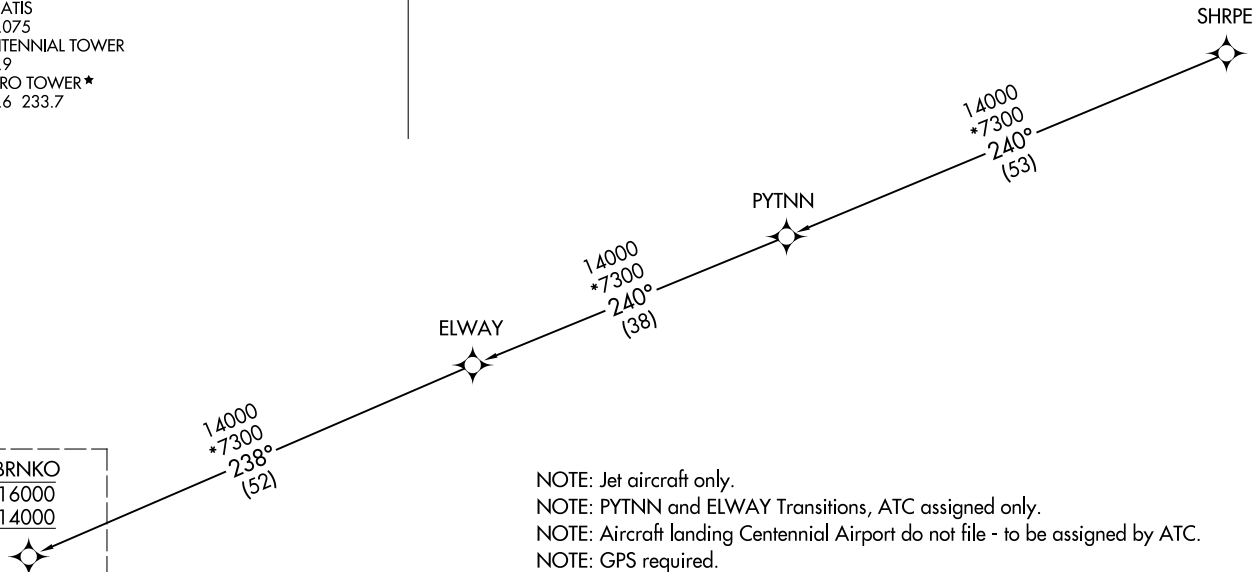 ATIS
.075
TENNIAL TOWER
.9
RO TOWER★
.6 233.7
SHRPE
14000
*7300
240°
(53)
PYTNN
14000
*7300
240°
(38)
ELWAY
14000
*7300
238°
(52)
BRNKO
16000
14000
NOTE: Jet aircraft only.
NOTE: PYTNN and ELWAY Transitions, ATC assigned only.
NOTE: Aircraft landing Centennial Airport do not file - to be assigned by ATC.
NOTE: GPS required.